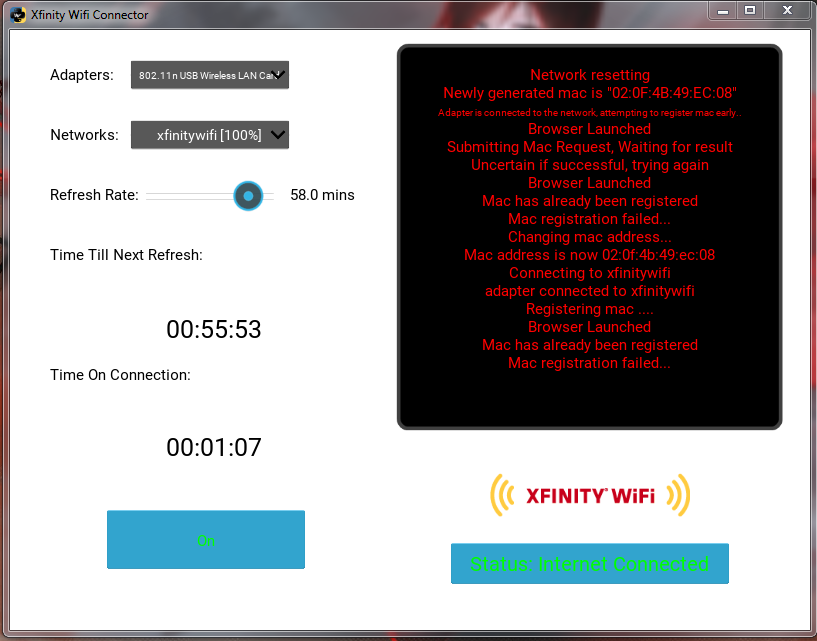 Xfinity Wifi Connector
Adapters:
802.11n USB Wireless LAN Card
Networks:
xfinitywifi [100%]
Refresh Rate:
58.0 mins
Time Till Next Refresh:
00:55:53
Time On Connection:
00:01:07
On
Network resetting
Newly generated mac is "02:0F:4B:49:EC:08"
Adapter is connected to the network, attempting to register mac early..
Browser Launched
Submitting Mac Request, Waiting for result
Uncertain if successful, trying again
Browser Launched
Mac has already been registered
Mac registration failed...
Changing mac address...
Mac address is now 02:0f:4b:49:ec:08
Connecting to xfinitywifi
adapter connected to xfinitywifi
Registering mac ....
Browser Launched
Mac has already been registered
Mac registration failed...
XFINITY WiFi
Status: Internet Connected